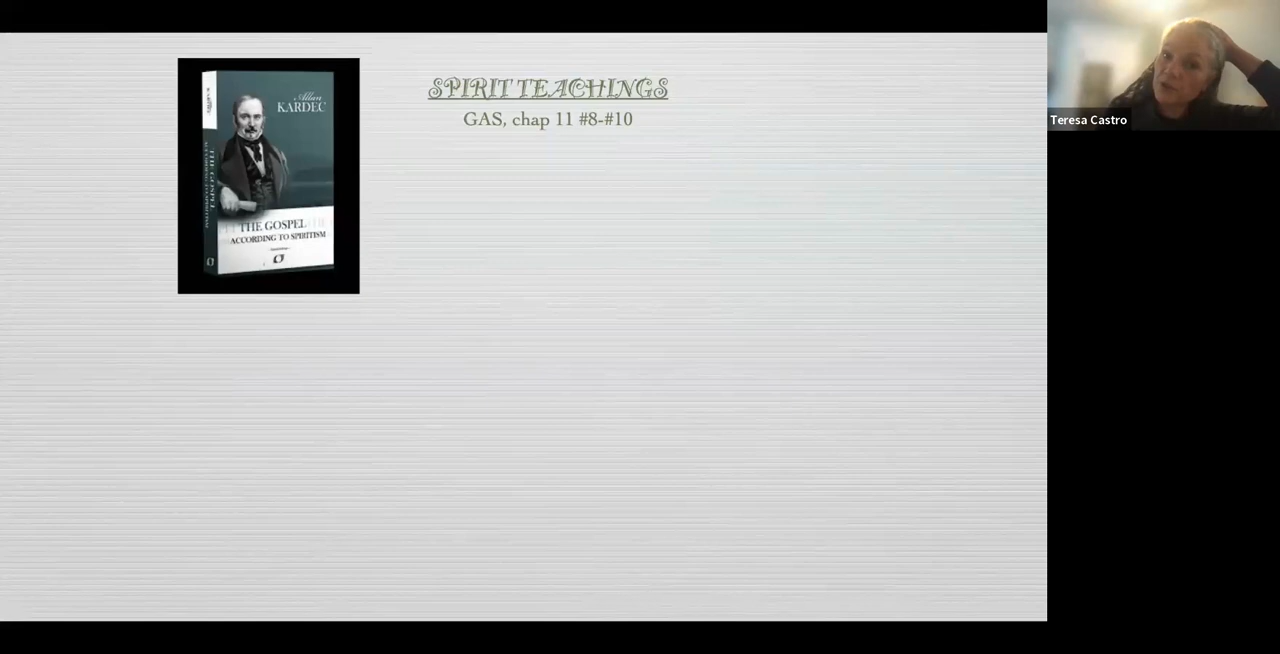 SPIRIT TEACHINGS
GAS, chap 11 #8-#10
Allan
KARDEC
THE GOSPEL
ACCORDING TO SPIRITISM
Teresa Castro